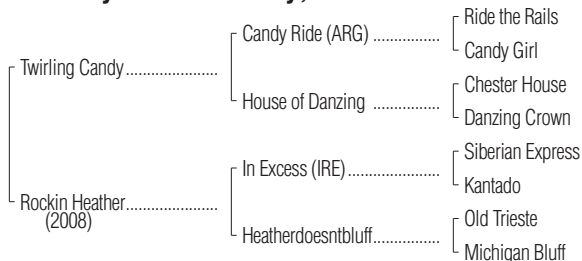 Twirling Candy......................
Rockin Heather......................
(2008)
Candy Ride (ARG) ................
House of Danzing ................
In Excess (IRE)......................
Heatherdoesntbluff................
Ride the Rails
Candy Girl
Chester House
Danzing Crown
Siberian Express
Kantado
Old Trieste
Michigan Bluff